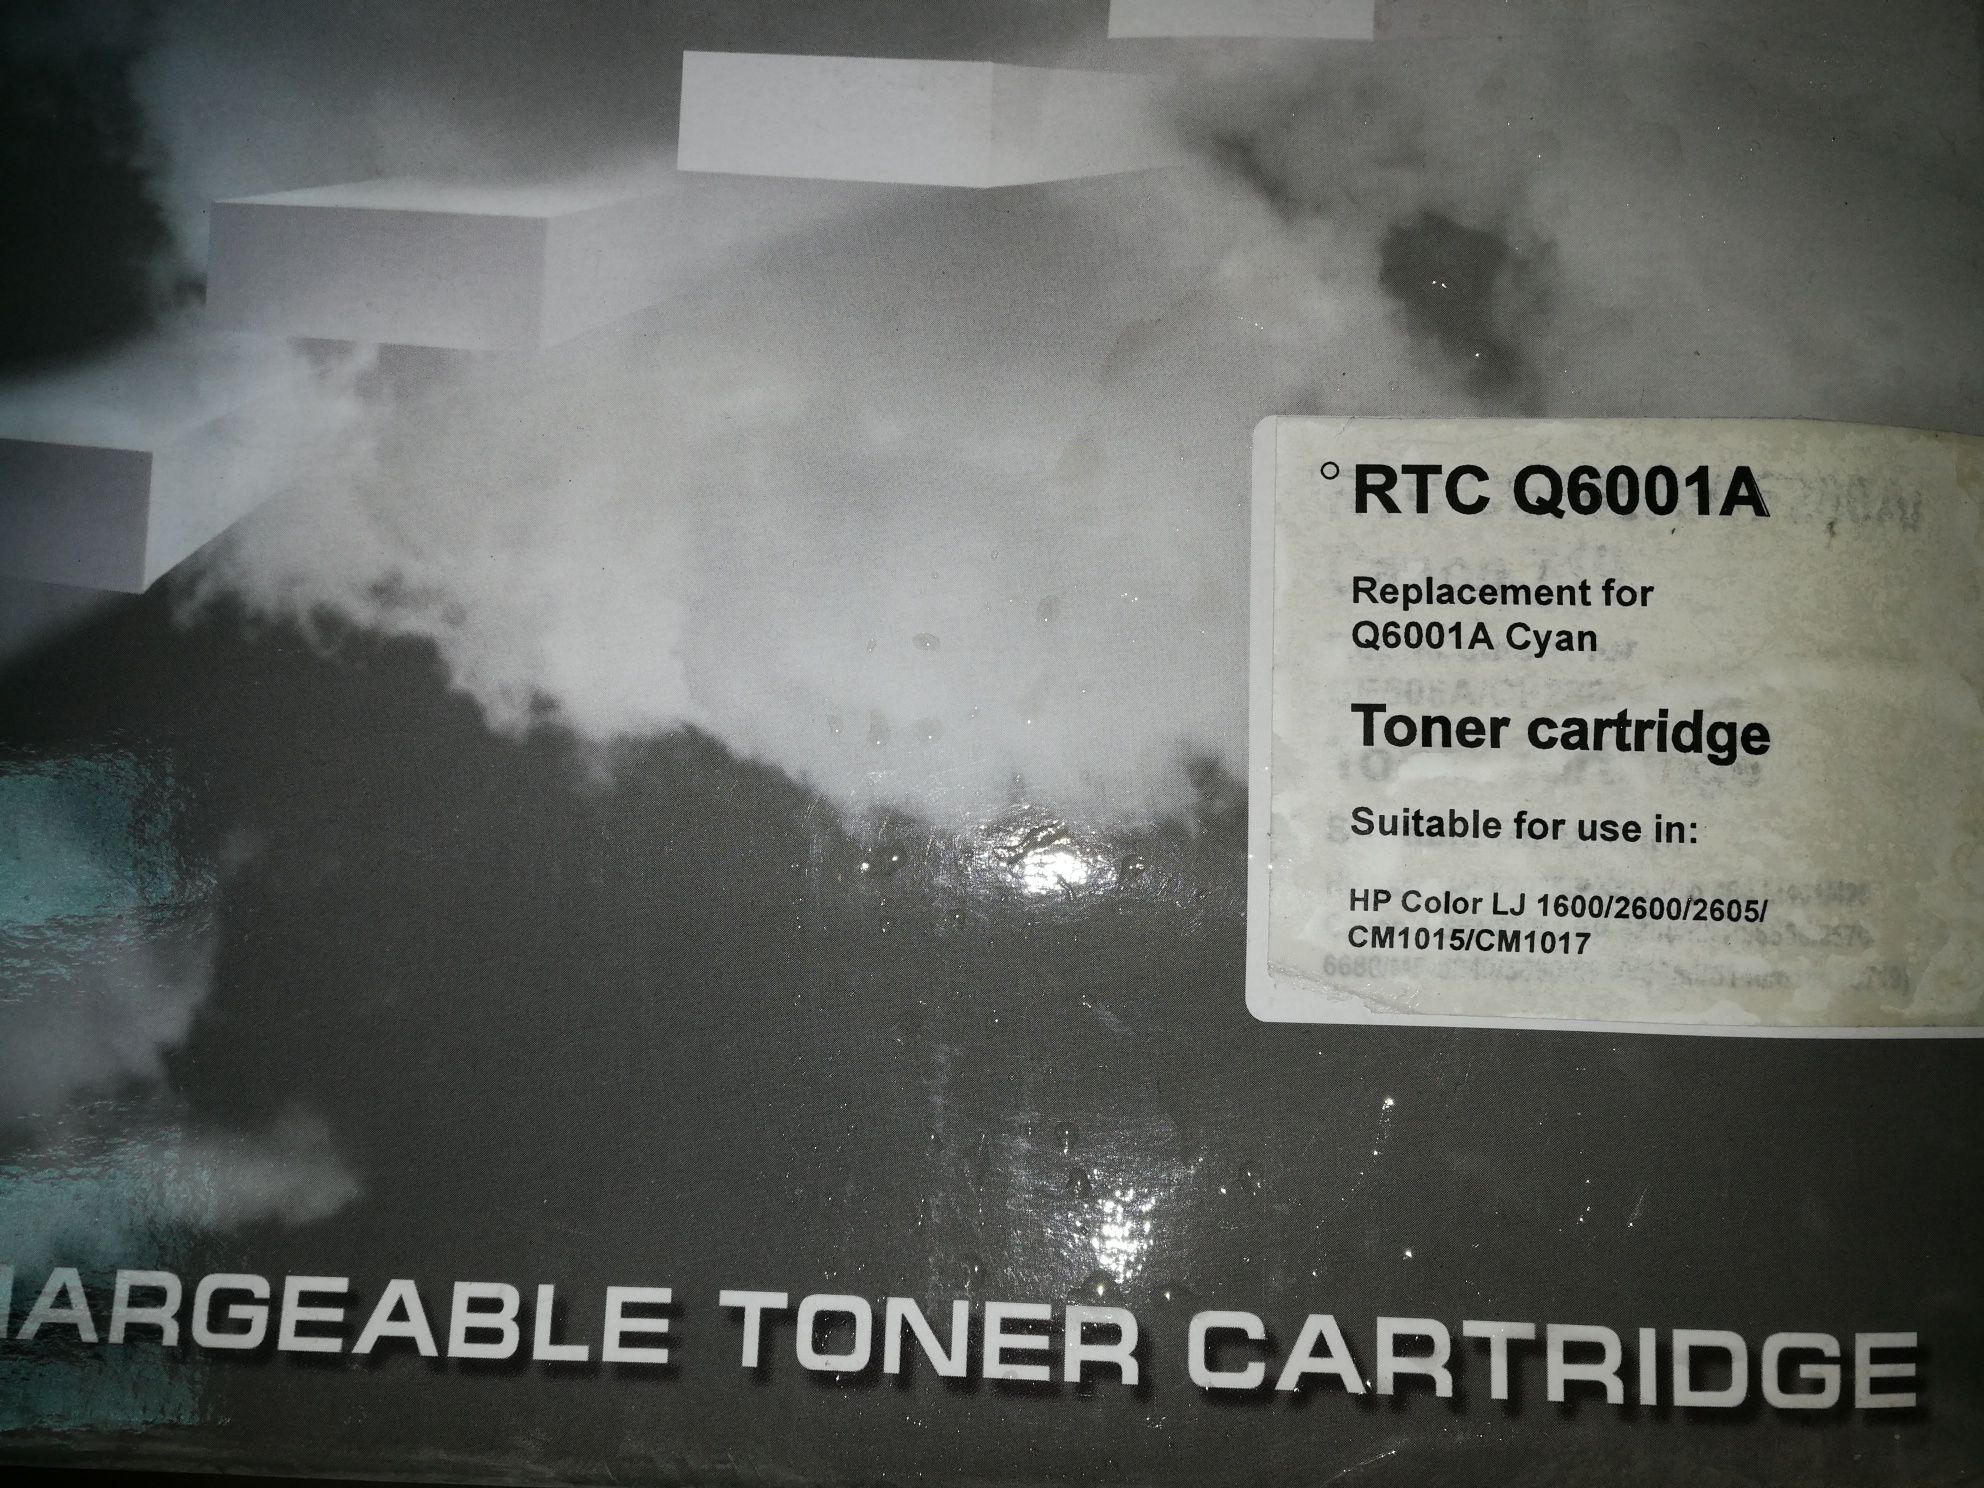 °RTC Q6001A
Replacement for
Q6001A Cyan
Toner cartridge
Suitable for use in:
HP Color LJ 1600/2600/2605/
CM1015/CM1017
HARGEABLE TONER CARTRIDGE